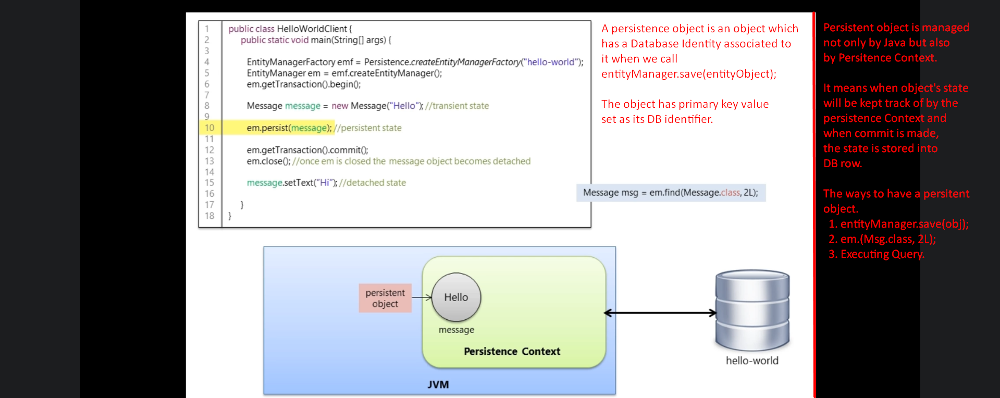 1 public class HelloWorldClient {
2 public static void main(String[] args) {
3
4 EntityManagerFactory emf = Persistence.createEntityManagerFactory("hello-world");
5 EntityManager em = emf.createEntityManager();
6 em.getTransaction().begin();
7
8 Message message = new Message("Hello"); //transient state
9
10 em.persist(message); //persistent state
11
12 em.getTransaction().commit();
13 em.close(); //once em is closed the message object becomes detached
14
15 message.setText("Hi"); //detached state
16
17 }
18 }
A persistence object is an object which
has a Database Identity associated to
it when we call
entityManager.save(entityObject);
The object has primary key value
set as its DB identifier.
Message msg = em.find(Message.class, 2L);
Persistent object is managed
not only by Java but also
by Persitence Context.
It means when object's state
will be kept track of by the
persistence Context and
when commit is made,
the state is stored into
DB row.
The ways to have a persitent
object.
1. entityManager.save(obj);
2. em.(Msg.class, 2L);
3. Executing Query.
persistent
object
Hello
message
Persistence Context
JVM
hello-world